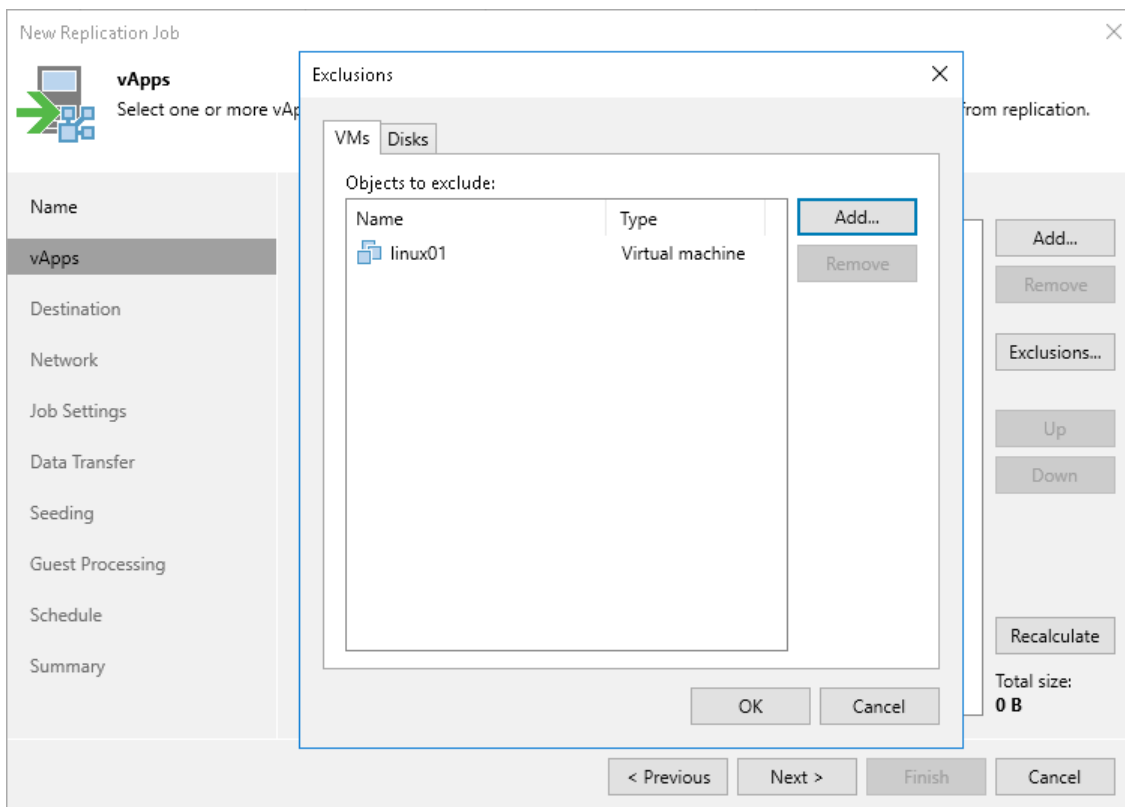 New Replication Job
vApps
Select one or more vAp
from replication.
Exclusions
VMs
Disks
Objects to exclude:
Name
Type
linux01
Virtual machine
Add...
Remove
OK
Cancel
Name
vApps
Destination
Network
Job Settings
Data Transfer
Seeding
Guest Processing
Schedule
Summary
Add...
Remove
Exclusions...
Up
Down
Recalculate
Total size:
0 B
< Previous
Next >
Finish
Cancel